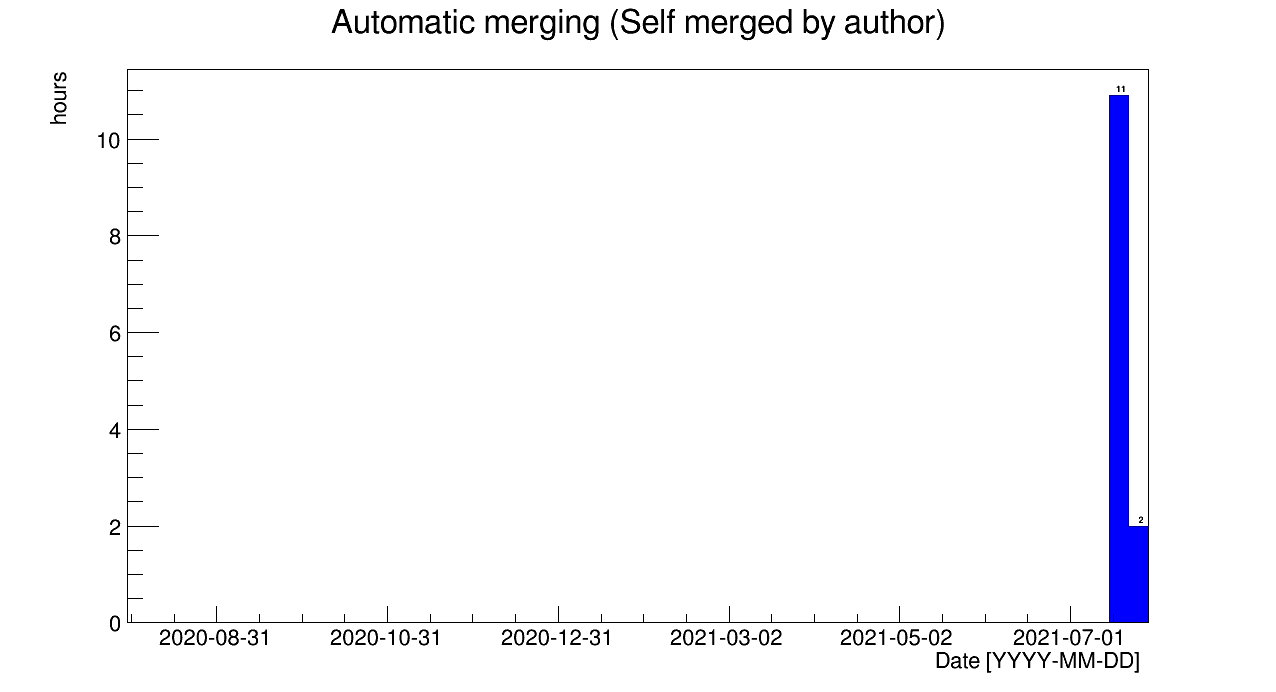 Automatic merging (Self merged by author)
hours
11
10
8
6
4
2
2
0
2020-08-31 2020-10-31 2020-12-31 2021-03-02 2021-05-02 2021-07-01
Date [YYYY-MM-DD]